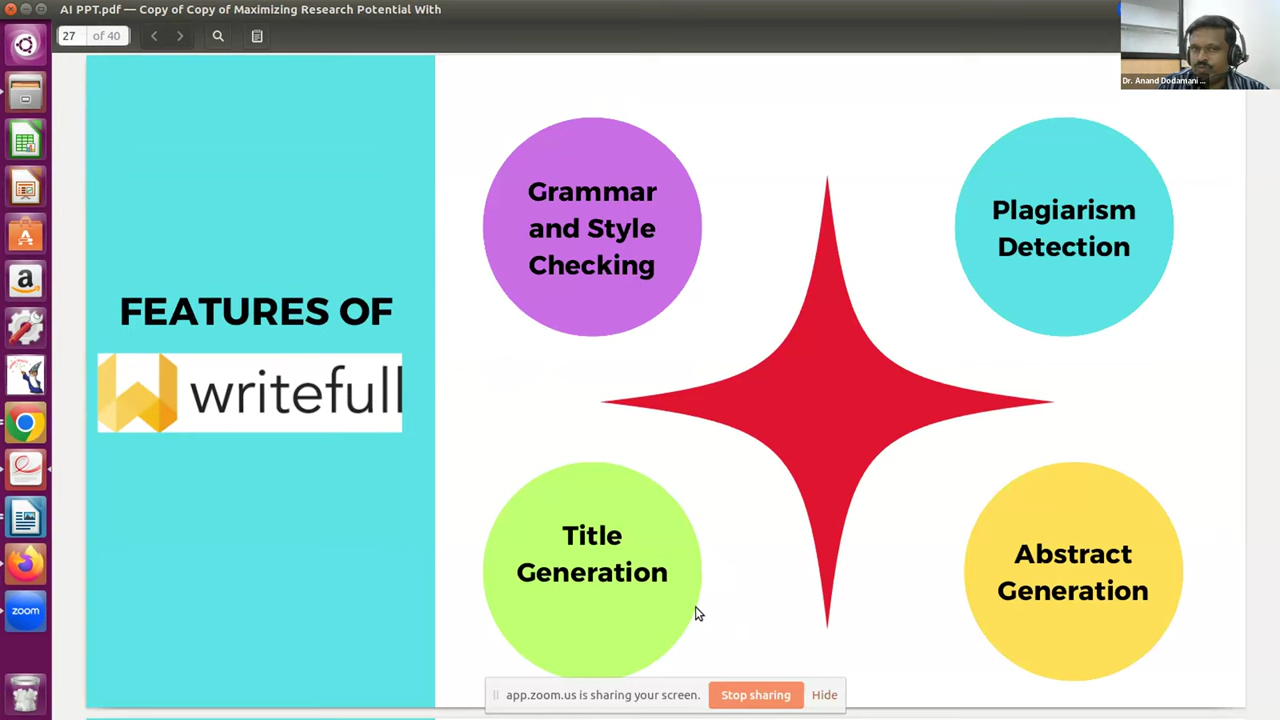 AI PPT.pdf — Copy of Copy of Maximizing Research Potential With
27 of 40
Dr. Anand Dodamani ...
FEATURES OF
writefull
Grammar
and Style
Checking
Plagiarism
Detection
Title
Generation
Abstract
Generation
zoom
app.zoom.us is sharing your screen. Stop sharing Hide